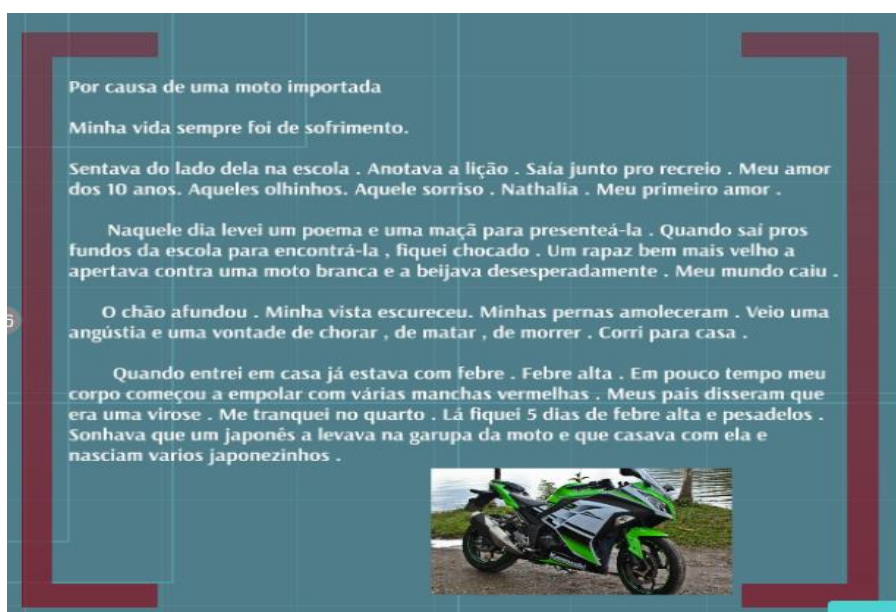 Por causa de uma moto importada
Minha vida sempre foi de sofrimento.
Sentava do lado dela na escola . Anotava a lição . Saía junto pro recreio . Meu amor
dos 10 anos. Aqueles olhinhos. Aquele sorriso . Nathalia . Meu primeiro amor .
Naquele dia levei um poema e uma maçã para presenteá-la . Quando saí pros
fundos da escola para encontrá-la , fiquei chocado . Um rapaz bem mais velho a
apertava contra uma moto branca e a beijava desesperadamente . Meu mundo caiu .
O chão afundou . Minha vista escureceu. Minhas pernas amoleceram . Veio uma
angústia e uma vontade de chorar , de matar , de morrer . Corri para casa .
Quando entrei em casa já estava com febre . Febre alta . Em pouco tempo meu
corpo começou a empolar com várias manchas vermelhas . Meus pais disseram que
era uma virose . Me tranquei no quarto . Lá fiquei 5 dias de febre alta e pesadelos .
Sonhava que um japonês a levava na garupa da moto e que casava com ela e
nasciam varios japonezinhos .